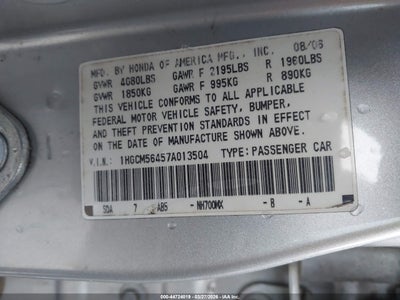 MFD. BY HONDA OF AMERICA MFG., INC. 08/06
GVWR 4080LBS GAWR F 2195LBS R 1960LBS
GVWR 1850KG GAWR F 995KG R 890KG
THIS VEHICLE CONFORMS TO ALL APPLICABLE
FEDERAL MOTOR VEHICLE SAFETY, BUMPER,
AND THEFT PREVENTION STANDARDS IN EFFECT
ON THE DATE OF MANUFACTURE SHOWN ABOVE.
V.I.N.: 1HGCM56457A013504 TYPE: PASSENGER CAR
SDA 7 AB5 - NH700MX - B - A
000-44724019 - 03/27/2026 - IAA Inc.